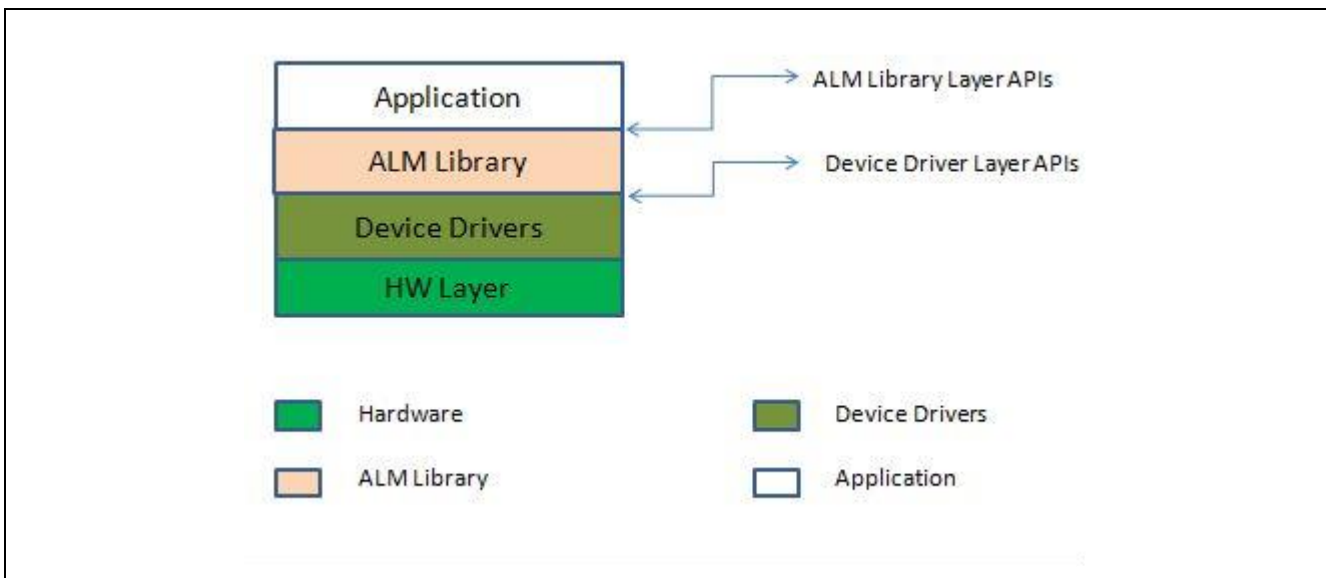 Application
ALM Library Layer APIs
ALM Library
Device Driver Layer APIs
Device Drivers
HW Layer
Hardware
Device Drivers
ALM Library
Application